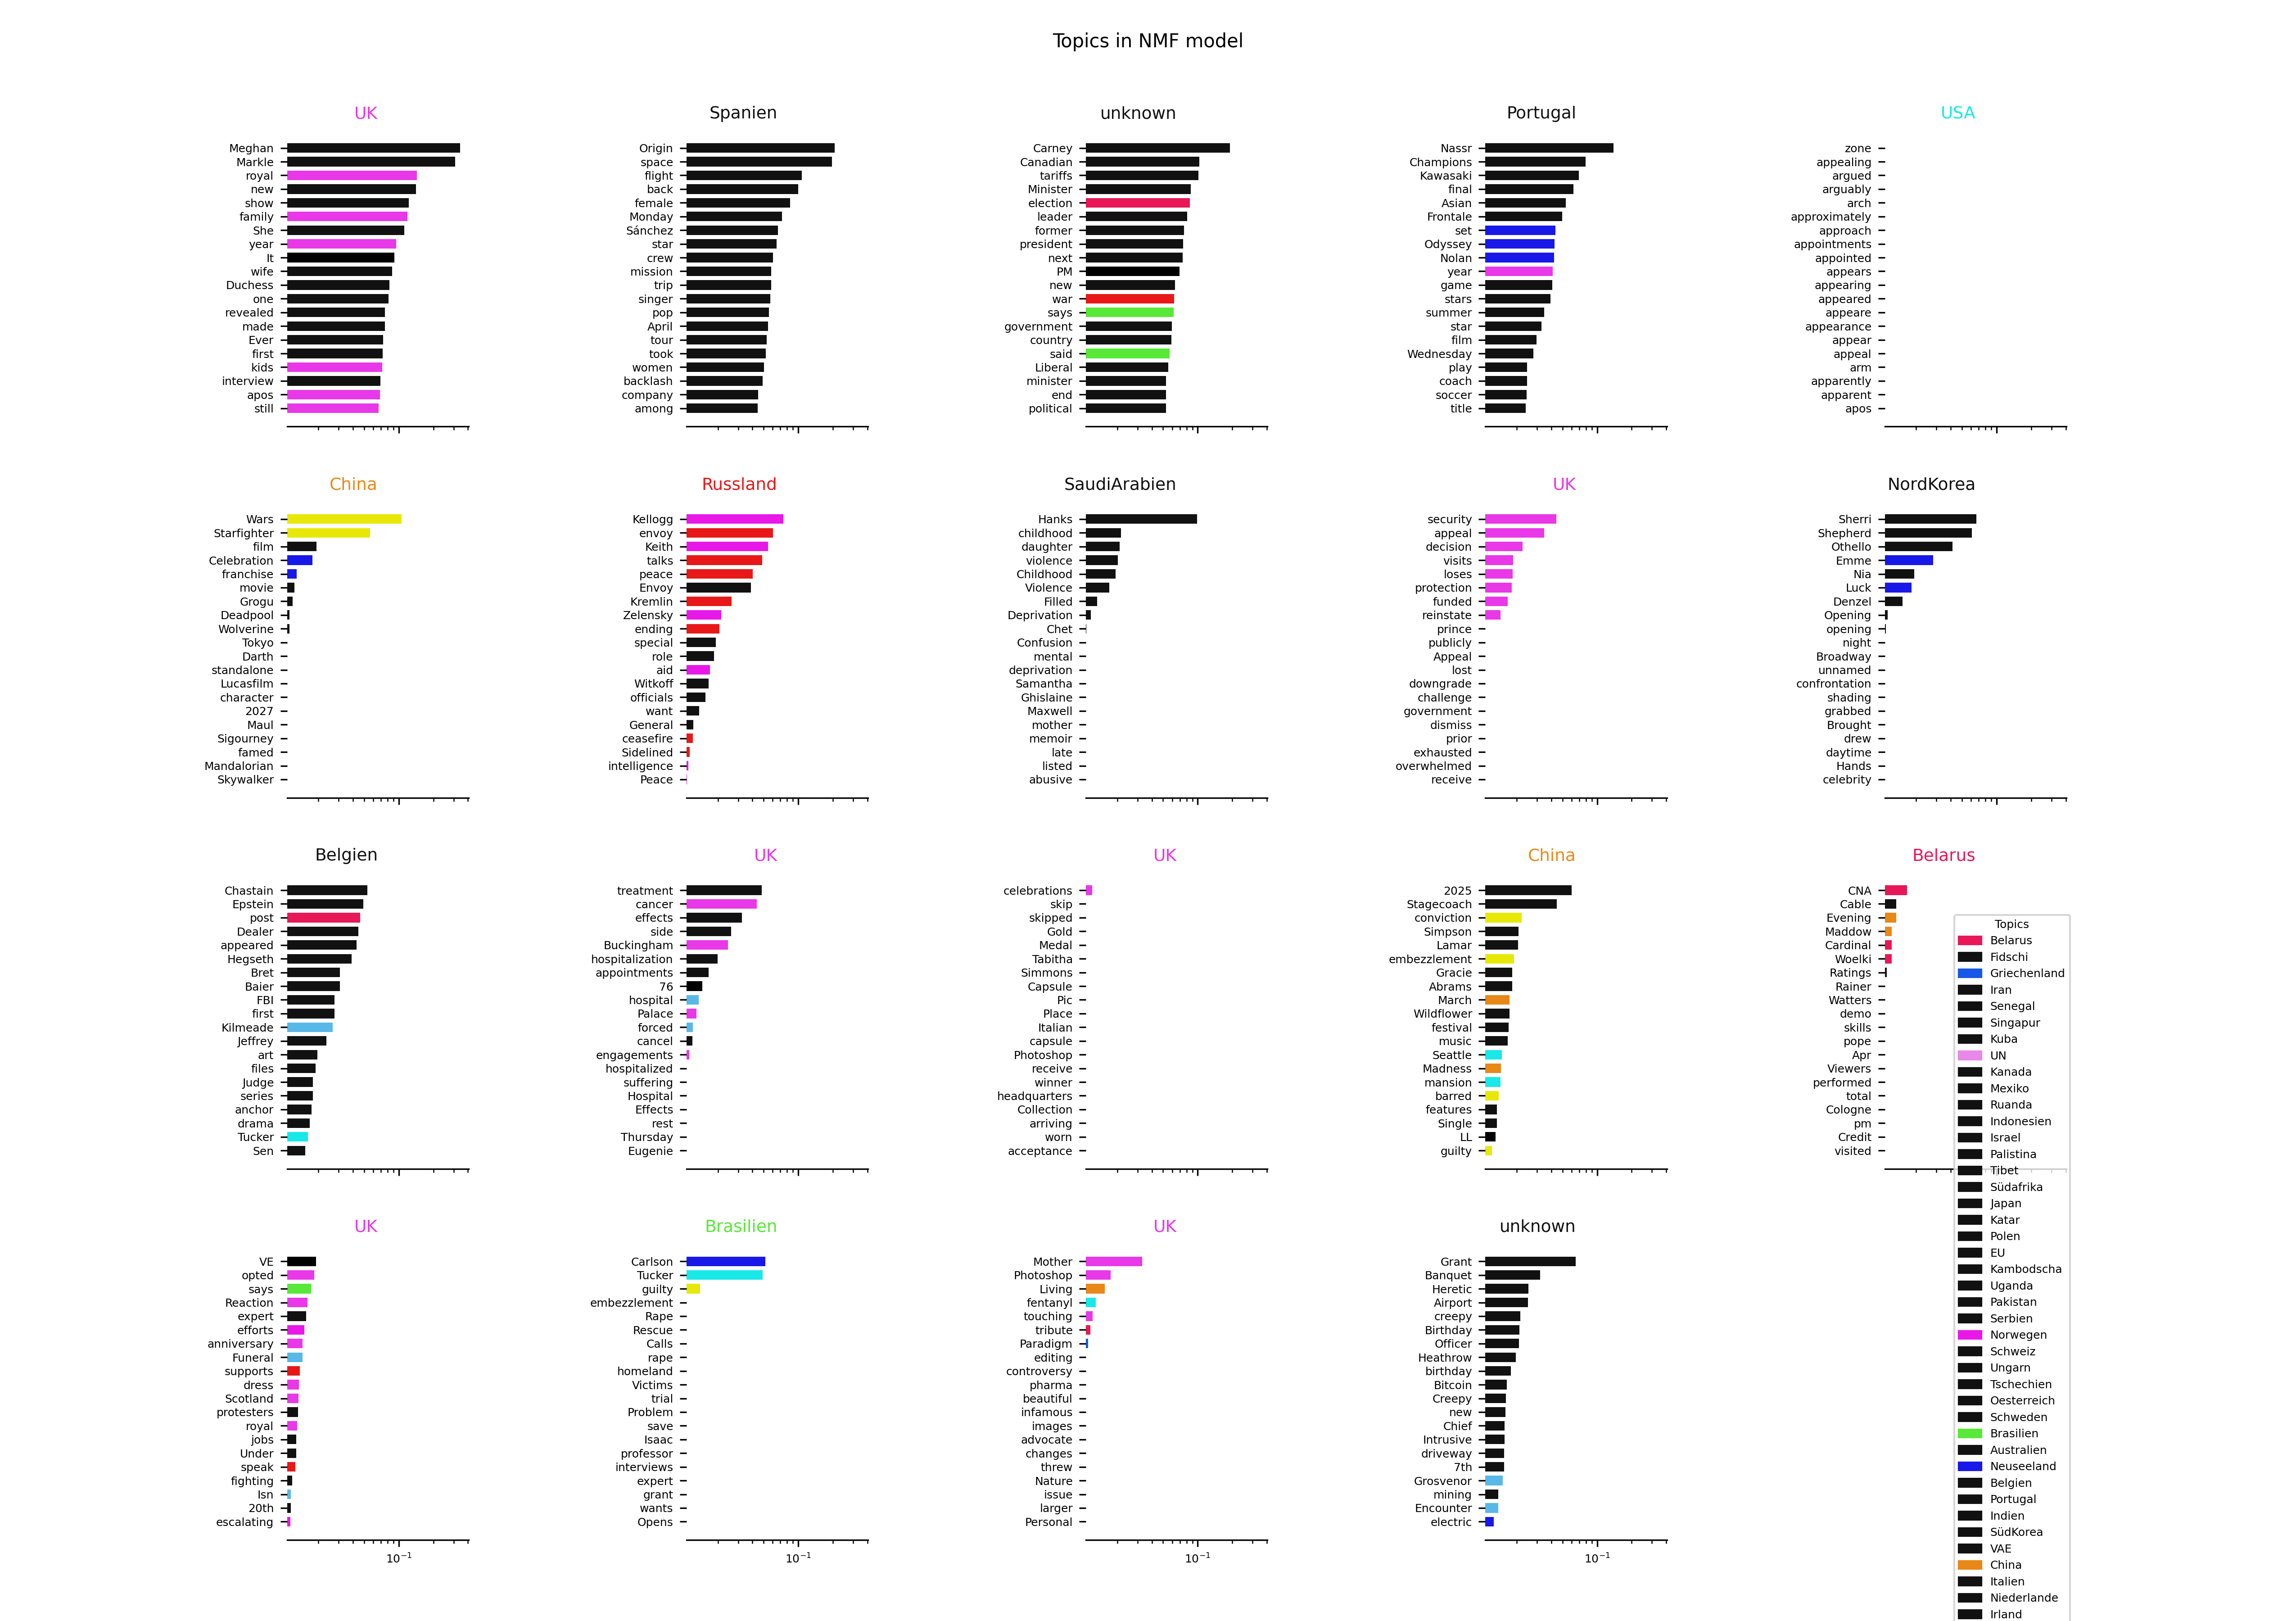 Topics in NMF model
UK
Meghan
Markle
royal
new
show
family
She
year
It
wife
Duchess
one
revealed
made
Ever
first
kids
interview
apos
still
Spanien
Origin
space
flight
back
female
Monday
Sánchez
star
crew
mission
trip
singer
pop
April
tour
took
women
backlash
company
among
unknown
Carney
Canadian
tariffs
Minister
election
leader
former
president
next
PM
new
war
says
government
country
said
Liberal
minister
end
political
Portugal
Nassr
Champions
Kawasaki
final
Asian
Frontale
set
Odyssey
Nolan
year
game
stars
summer
star
film
Wednesday
play
coach
soccer
title
USA
zone
appealing
argued
arguably
arch
approximately
approach
appointments
appointed
appears
appearing
appeared
appeare
appearance
appear
appeal
arm
apparently
apparent
apos
China
Wars
Starfighter
film
Celebration
franchise
movie
Grogu
Deadpool
Wolverine
Tokyo
Darth
standalone
Lucasfilm
character
2027
Maul
Sigourney
famed
Mandalorian
Skywalker
Russland
Kellogg
envoy
Keith
talks
peace
Envoy
Kremlin
Zelensky
ending
special
role
aid
Witkoff
officials
want
General
ceasefire
Sidelined
intelligence
Peace
SaudiArabien
Hanks
childhood
daughter
violence
Childhood
Violence
Filled
Deprivation
Chet
Confusion
mental
deprivation
Samantha
Ghislaine
Maxwell
mother
memoir
late
listed
abusive
UK
security
appeal
decision
visits
loses
protection
funded
reinstate
prince
publicly
Appeal
lost
downgrade
challenge
government
dismiss
prior
exhausted
overwhelmed
receive
NordKorea
Sherri
Shepherd
Othello
Emme
Nia
Luck
Denzel
Opening
opening
night
Broadway
unnamed
confrontation
shading
grabbed
Brought
drew
daytime
Hands
celebrity
Belgien
Chastain
Epstein
post
Dealer
appeared
Hegseth
Bret
Baier
FBI
first
Kilmeade
Jeffrey
art
files
Judge
series
anchor
drama
Tucker
Sen
UK
treatment
cancer
effects
side
Buckingham
hospitalization
appointments
76
hospital
Palace
forced
cancel
engagements
hospitalized
suffering
Hospital
Effects
rest
Thursday
Eugenie
UK
celebrations
skip
skipped
Gold
Medal
Tabitha
Simmons
Capsule
Pic
Place
Italian
capsule
Photoshop
receive
winner
headquarters
Collection
arriving
worn
acceptance
China
2025
Stagecoach
conviction
Simpson
Lamar
embezzlement
Gracie
Abrams
March
Wildflower
festival
music
Seattle
Madness
mansion
barred
features
Single
LL
guilty
Belarus
CNA
Cable
Evening
Maddow
Cardinal
Woelki
Ratings
Rainer
Watters
demo
skills
pope
Apr
Viewers
performed
total
Cologne
pm
Credit
visited
UK
VE
opted
says
Reaction
expert
efforts
anniversary
Funeral
supports
dress
Scotland
protesters
royal
jobs
Under
speak
fighting
Isn
20th
escalating
10⁻¹
Brasilien
Carlson
Tucker
guilty
embezzlement
Rape
Rescue
Calls
rape
homeland
Victims
trial
Problem
save
Isaac
professor
interviews
expert
grant
wants
Opens
10⁻¹
UK
Mother
Photoshop
Living
fentanyl
touching
tribute
Paradigm
editing
controversy
pharma
beautiful
infamous
images
advocate
changes
threw
Nature
issue
larger
Personal
10⁻¹
unknown
Grant
Banquet
Heretic
Airport
creepy
Birthday
Officer
Heathrow
birthday
Bitcoin
Creepy
new
Chief
Intrusive
driveway
7th
Grosvenor
mining
Encounter
electric
10⁻¹
Topics
Belarus
Fidschi
Griechenland
Iran
Senegal
Singapur
Kuba
UN
Kanada
Mexiko
Ruanda
Indonesien
Israel
Palistina
Tibet
Südafrika
Japan
Katar
Polen
EU
Kambodscha
Uganda
Pakistan
Serbien
Norwegen
Schweiz
Ungarn
Tschechien
Oesterreich
Schweden
Brasilien
Australien
Neuseeland
Belgien
Portugal
Indien
SüdKorea
VAE
China
Italien
Niederlande
Irland